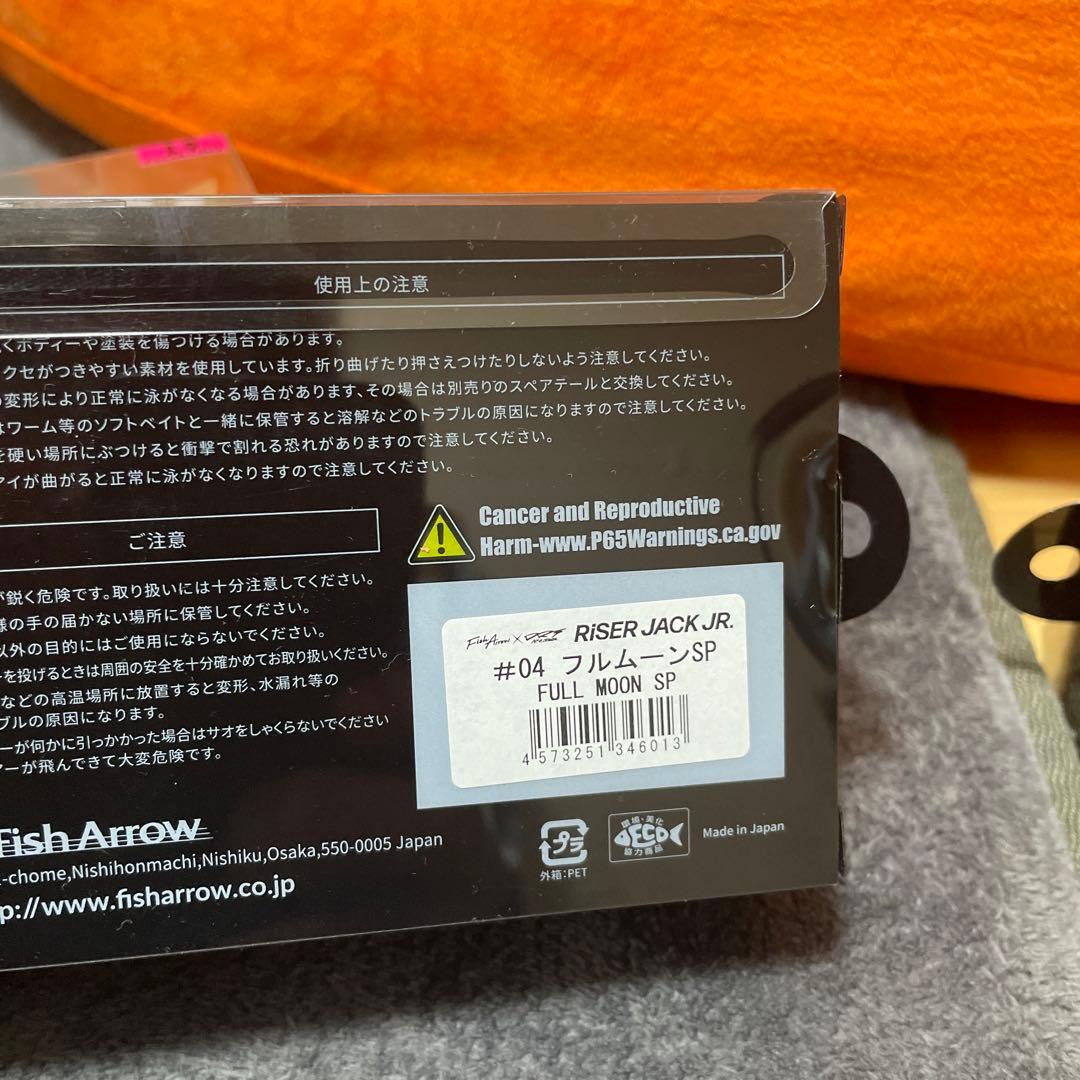 使用上の注意
くボディーや塗装を傷つける場合があります。
クセがつきやすい素材を使用しています。折り曲げたり押さえつけたりしないよう注意してください。
変形により正常に泳がなくなる場合があります、その場合は別売りのスペアテールと交換してください。
はワーム等のソフトベイトと一緒に保管すると溶解などのトラブルの原因になりますので注意してください。
を硬い場所にぶつけると衝撃で割れる恐れがありますので注意してください。
アイが曲がると正常に泳がなくなりますので注意してください。
ご注意
が鋭く危険です。取り扱いには十分注意してください。
様の手の届かない場所に保管してください。
以外の目的にはご使用にならないでください。
ーを投げるときは周囲の安全を十分確かめてお取り扱いください。
などの高温場所に放置すると変形、水漏れ等の
ブルの原因になります。
ーが何かに引っかかった場合はサオをしゃくらないでください
アーが飛んできて大変危険です。
Cancer and Reproductive
Harm-www.P65Warnings.ca.gov
Fish Arrow × DRT RiSER JACK JR.
#04 フルムーンSP
FULL MOON SP
4 573251 346013
Fish Arrow
-chome,Nishihonmachi,Nishiku,Osaka,550-0005 Japan
p://www.fisharrow.co.jp
プラ
外箱:PET
環境・美化
ECO
協力商品
Made in Japan